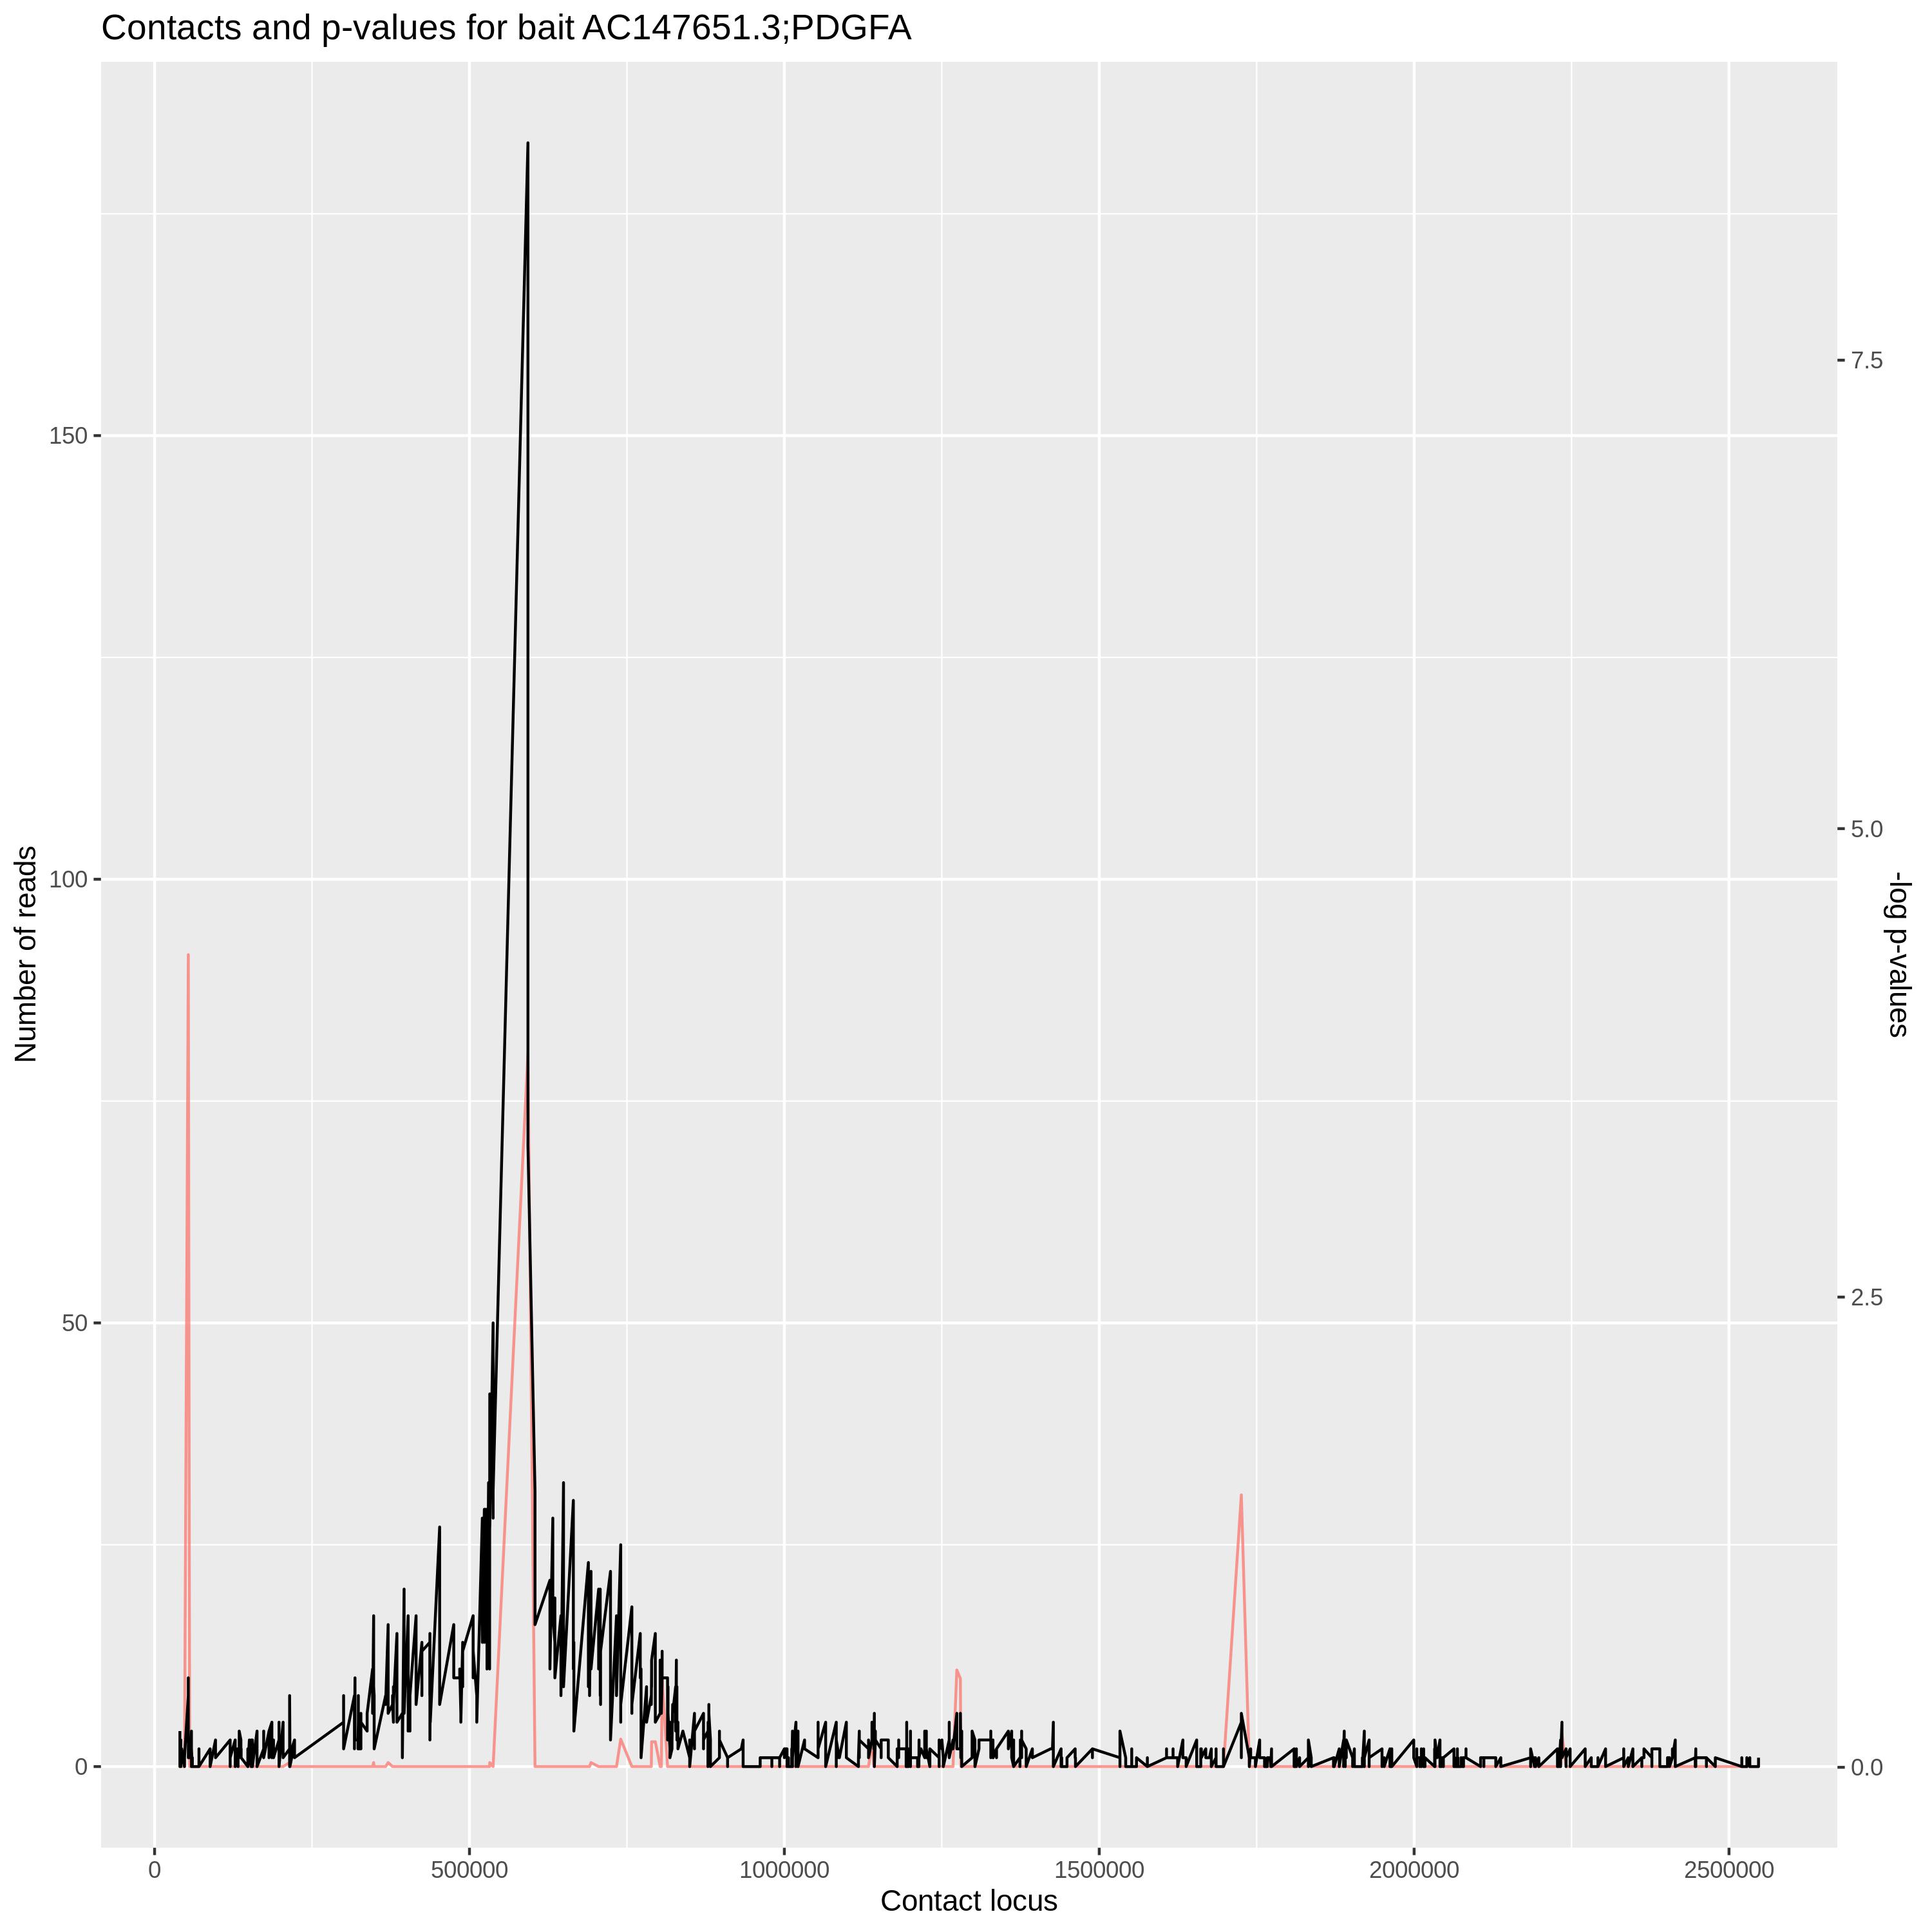 Contacts and p-values for bait AC147651.3;PDGFA
Number of reads
150
100
50
0
7.5
5.0
2.5
0.0
-log p-values
0 500000 1000000 1500000 2000000 2500000
Contact locus